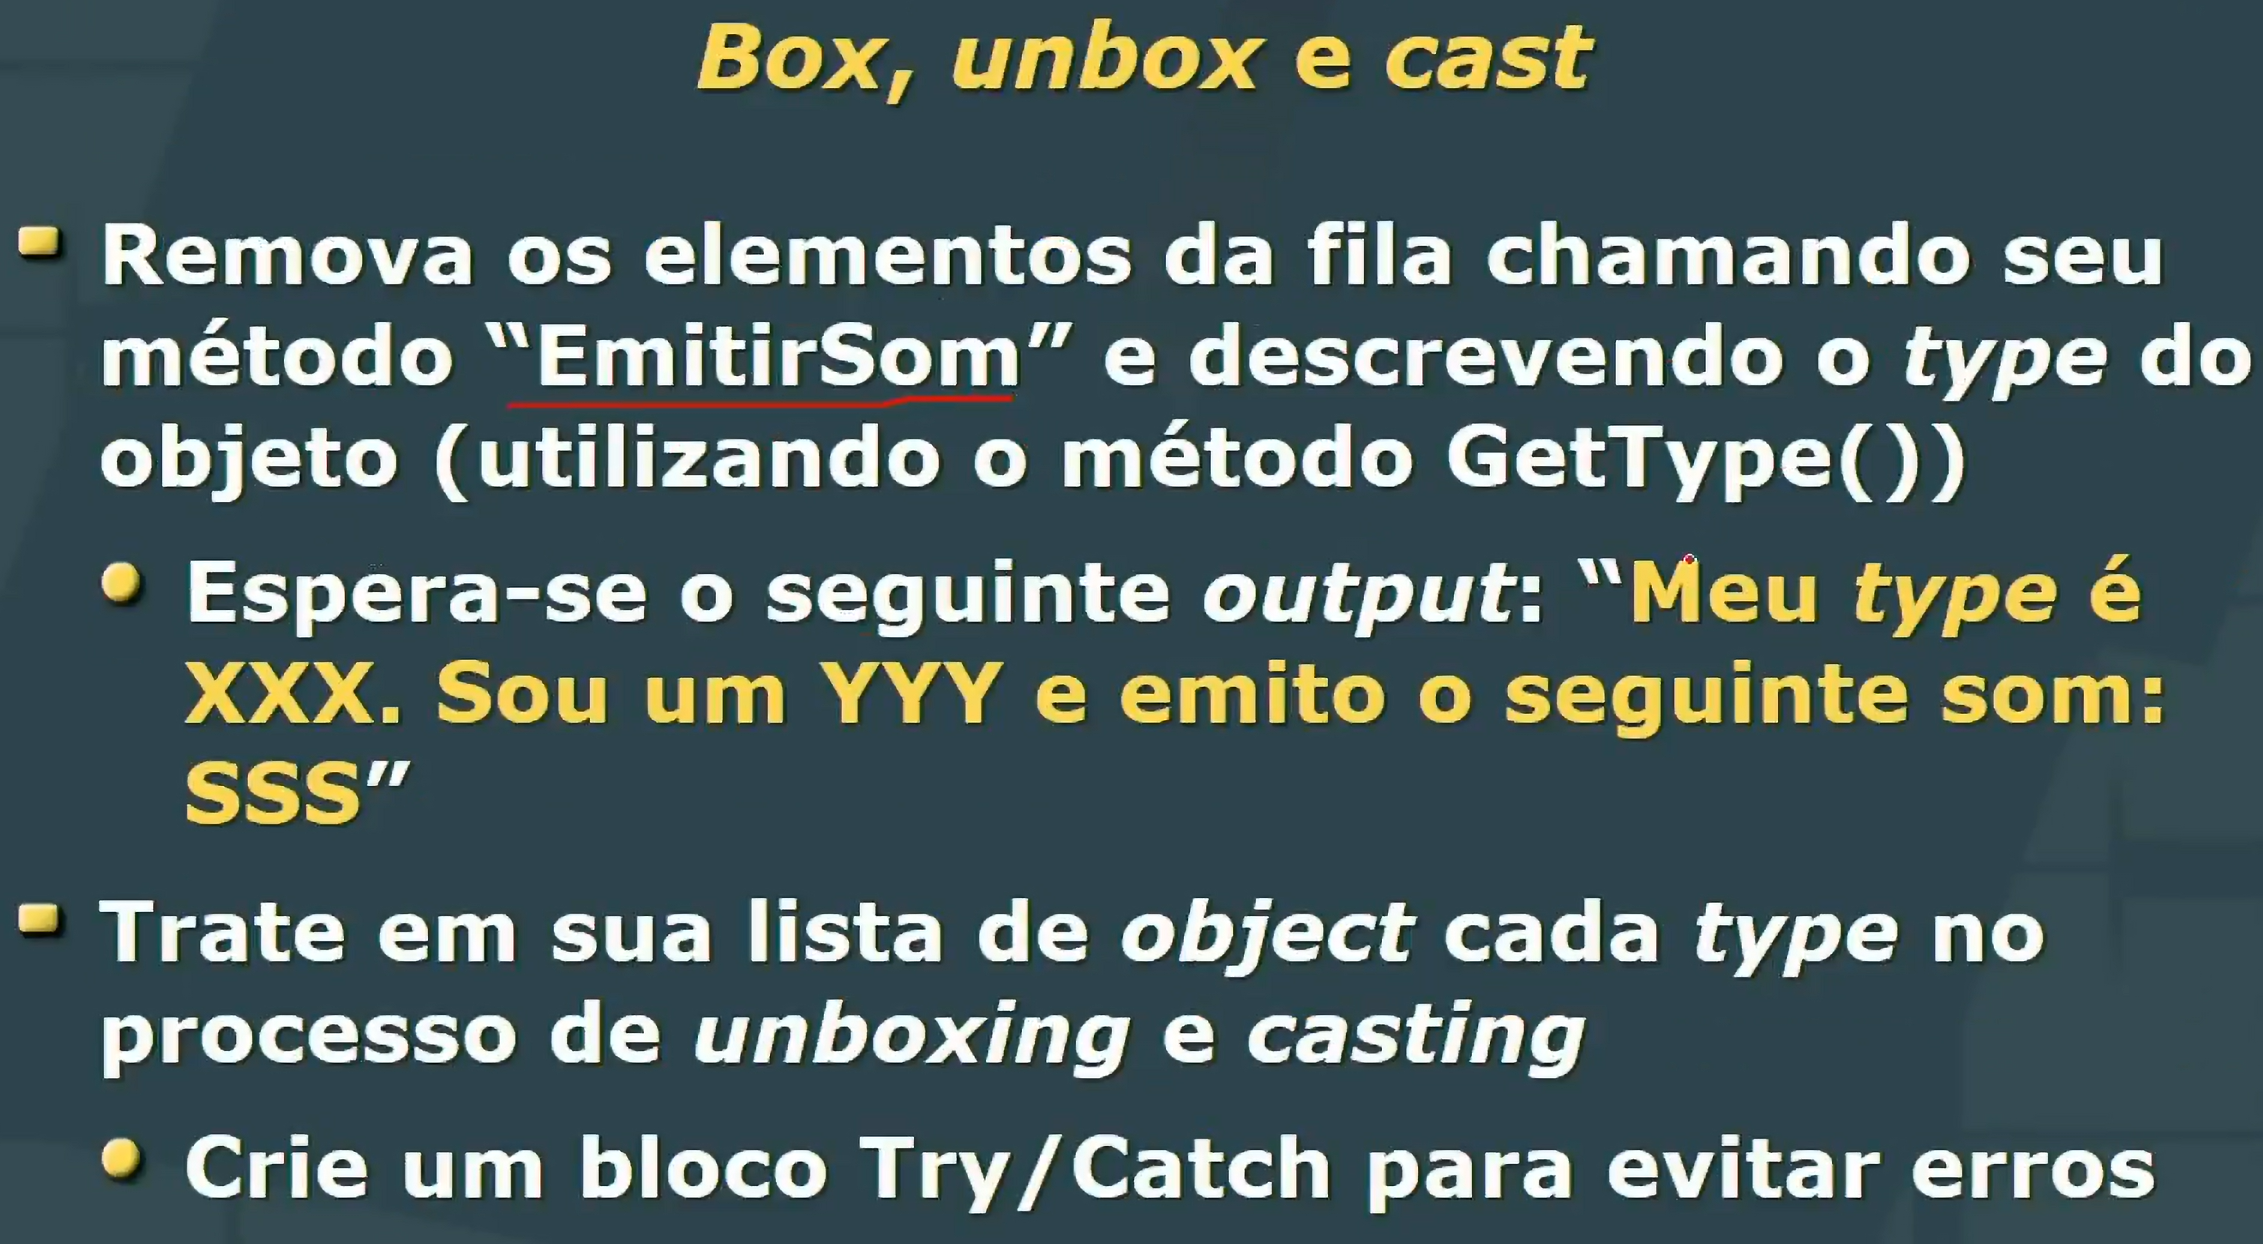 Box, unbox e cast
Remova os elementos da fila chamando seu
método “EmitirSom” e descrevendo o type do
objeto (utilizando o método GetType())
Espera-se o seguinte output: “Meu type é
XXX. Sou um YYY e emito o seguinte som:
SSS”
Trate em sua lista de object cada type no
processo de unboxing e casting
Crie um bloco Try/Catch para evitar erros